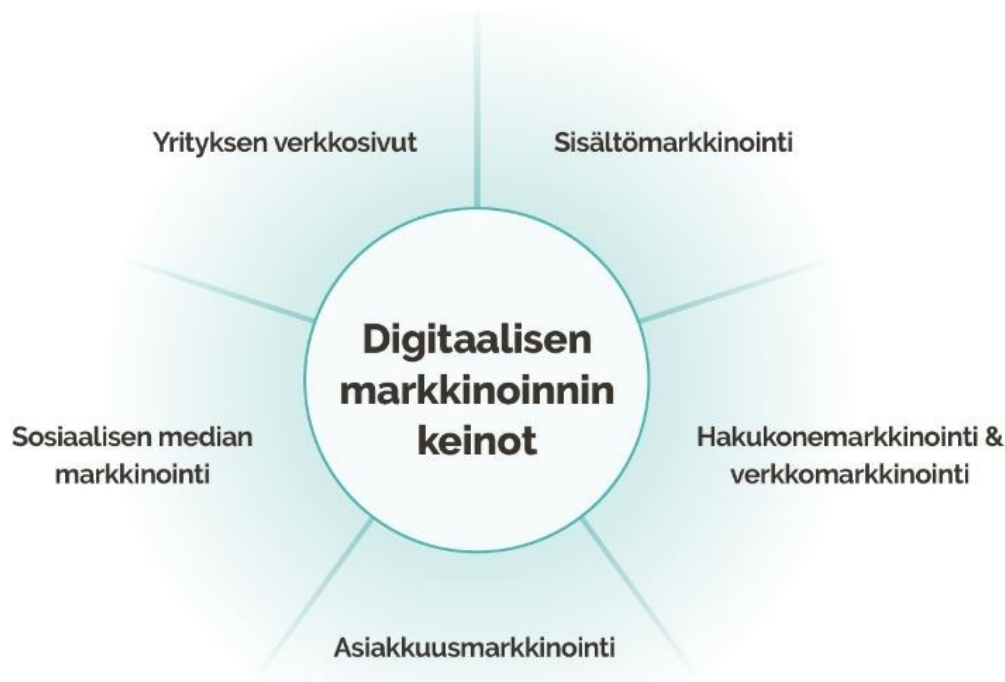 Yrityksen verkkosivut
Sisältömarkkinointi
Digitaalisen
markkinoinnin
keinot
Sosiaalisen median
markkinointi
Hakukonemarkkinointi &
verkkomarkkinointi
Asiakkuusmarkkinointi